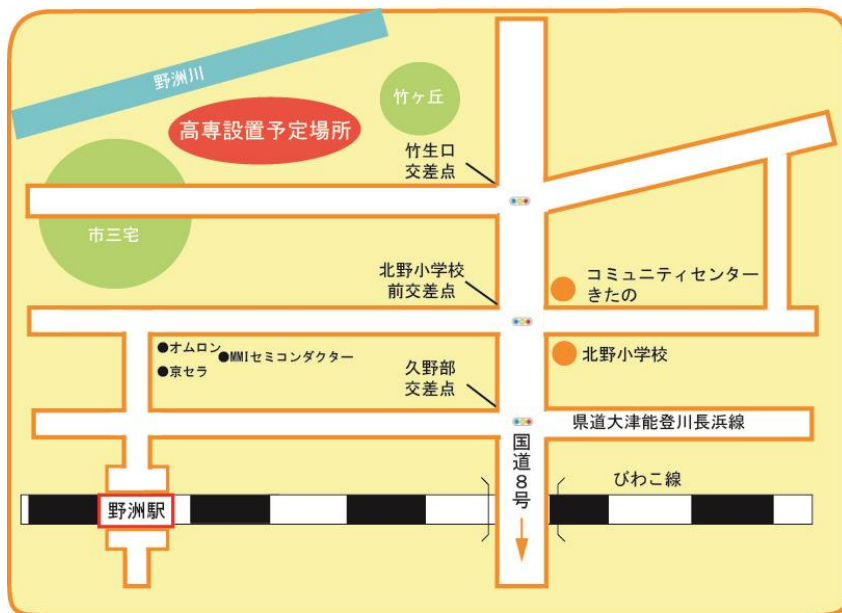 野洲川
竹ヶ丘
高専設置予定場所
竹生口
交差点
市三宅
北野小学校
前交差点
コミュニティセンター
きたの
●オムロン
●MMIセミコンダクター
●京セラ
北野小学校
久野部
交差点
県道大津能登川長浜線
国道8号
びわこ線
野洲駅